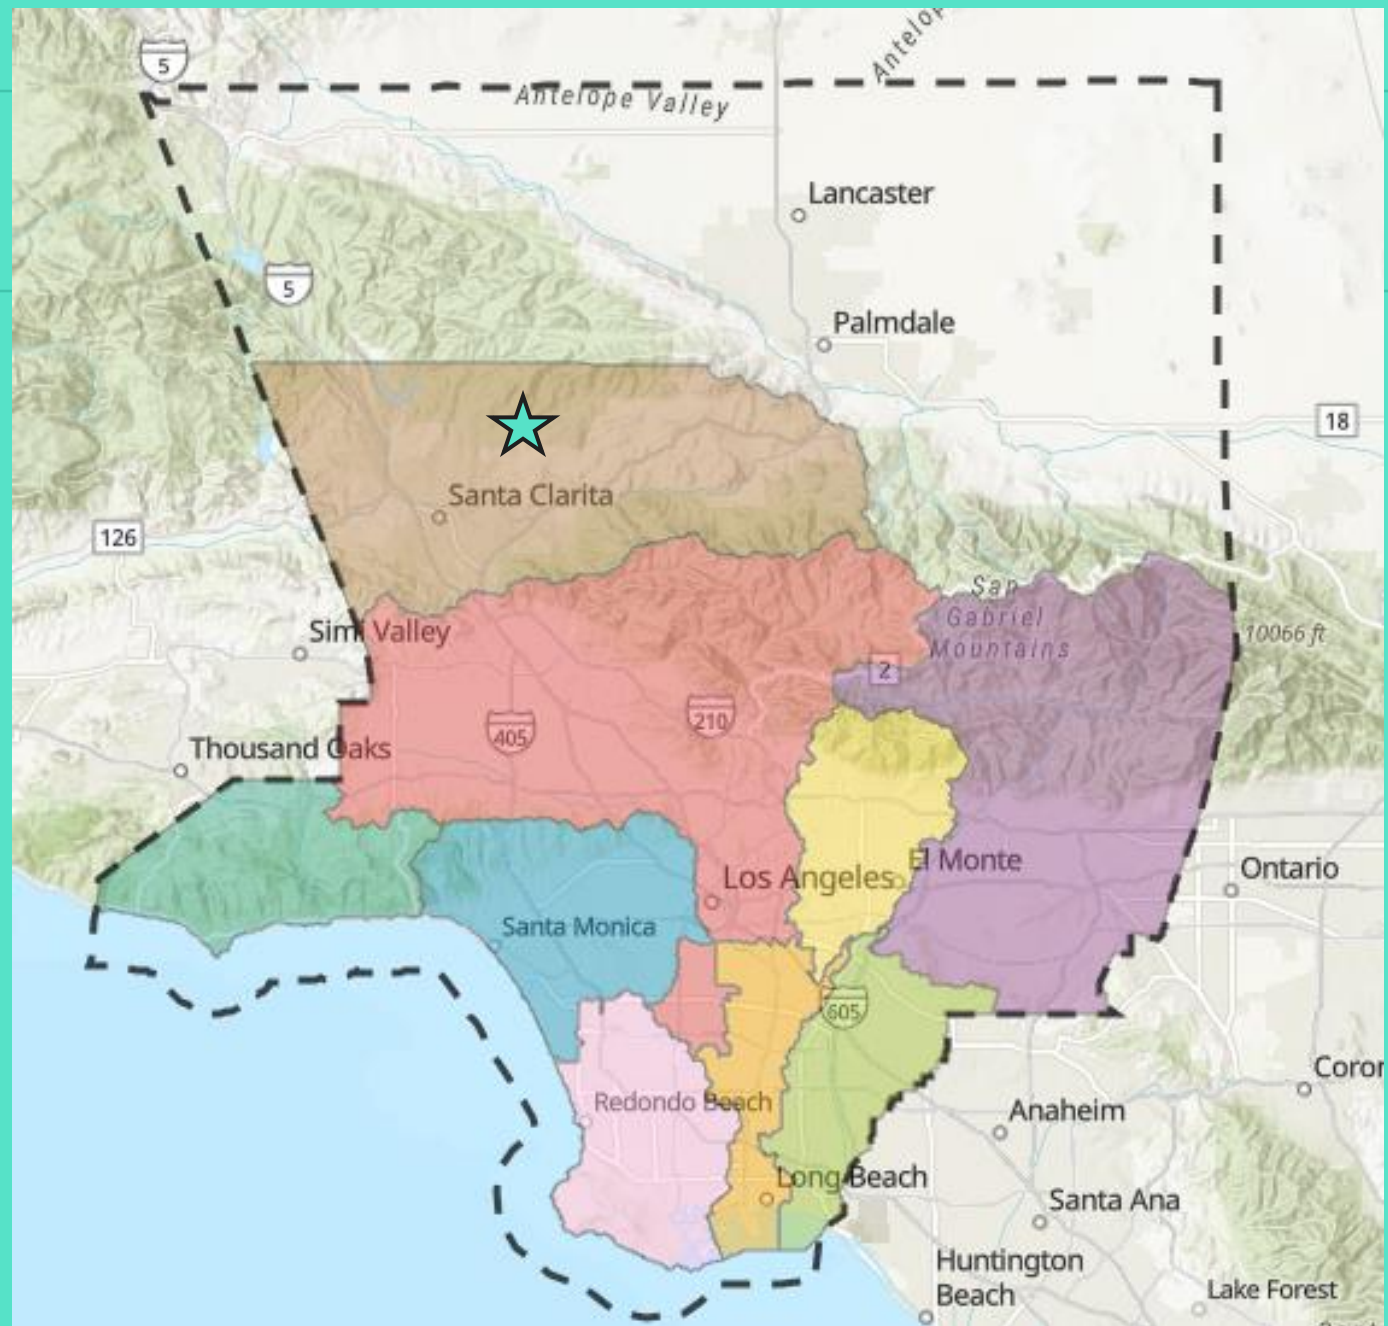 5
Antelop
Antelope Valley
Lancaster
5
Palmdale
18
Santa Clarita
126
San
Gabriel
Mountains
Simi Valley
10066 ft
2
210
405
Thousand Oaks
El Monte
Ontario
Los Angeles
Santa Monica
605
Coror
Redondo Beach
Anaheim
Long Beach
Santa Ana
Huntington
Beach
Lake Forest